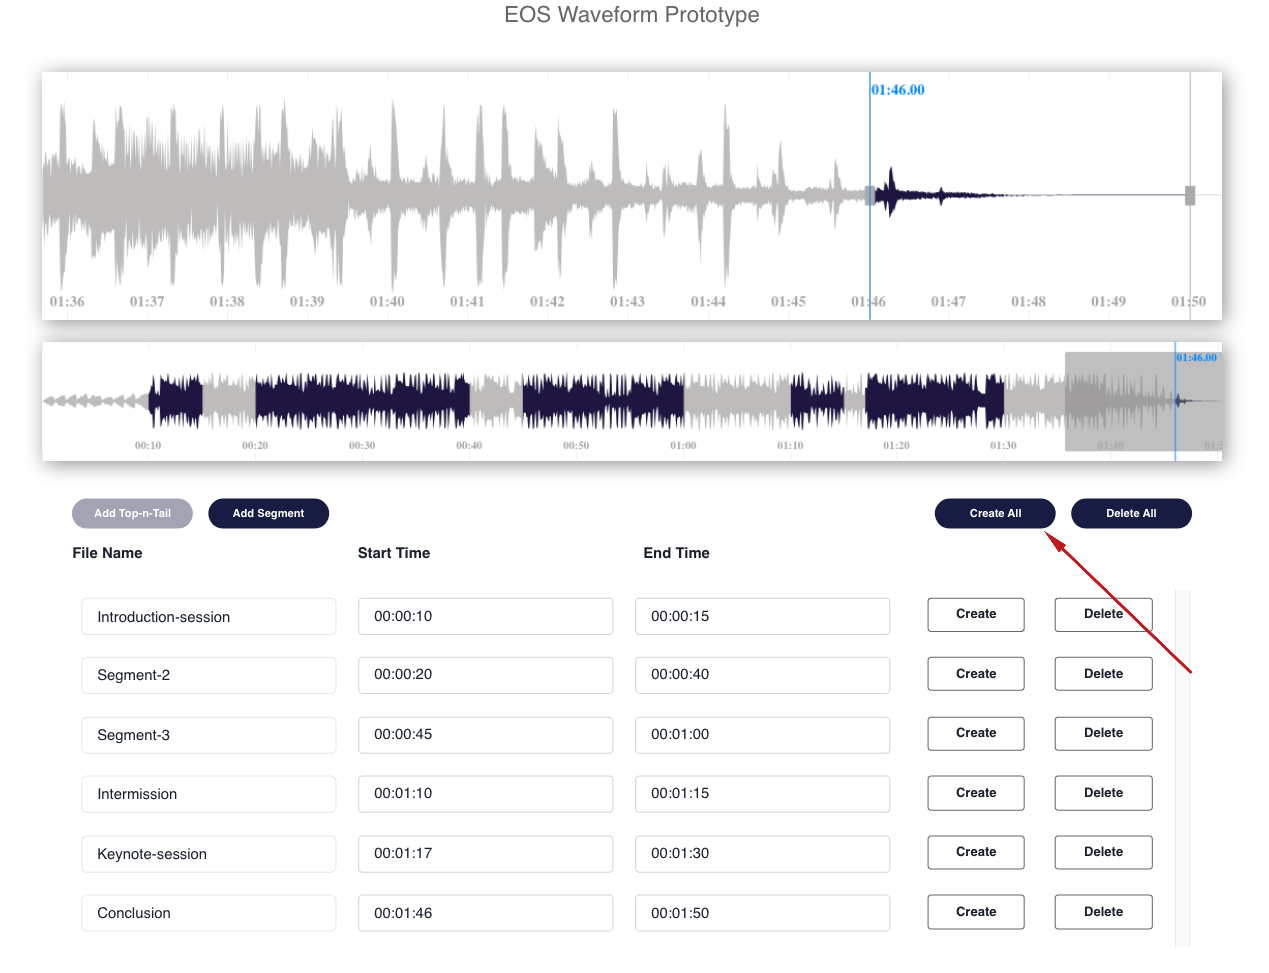 EOS Waveform Prototype
01:46.00
01:36 01:37 01:38 01:39 01:40 01:41 01:42 01:43 01:44 01:45 01:46 01:47 01:48 01:49 01:50
01:46.00
00:10 00:20 00:30 00:40 00:50 01:00 01:10 01:20 01:30 01:40
Add Top-n-Tail Add Segment Create All Delete All
File Name Start Time End Time
Introduction-session 00:00:10 00:00:15 Create Delete
Segment-2 00:00:20 00:00:40 Create Delete
Segment-3 00:00:45 00:01:00 Create Delete
Intermission 00:01:10 00:01:15 Create Delete
Keynote-session 00:01:17 00:01:30 Create Delete
Conclusion 00:01:46 00:01:50 Create Delete